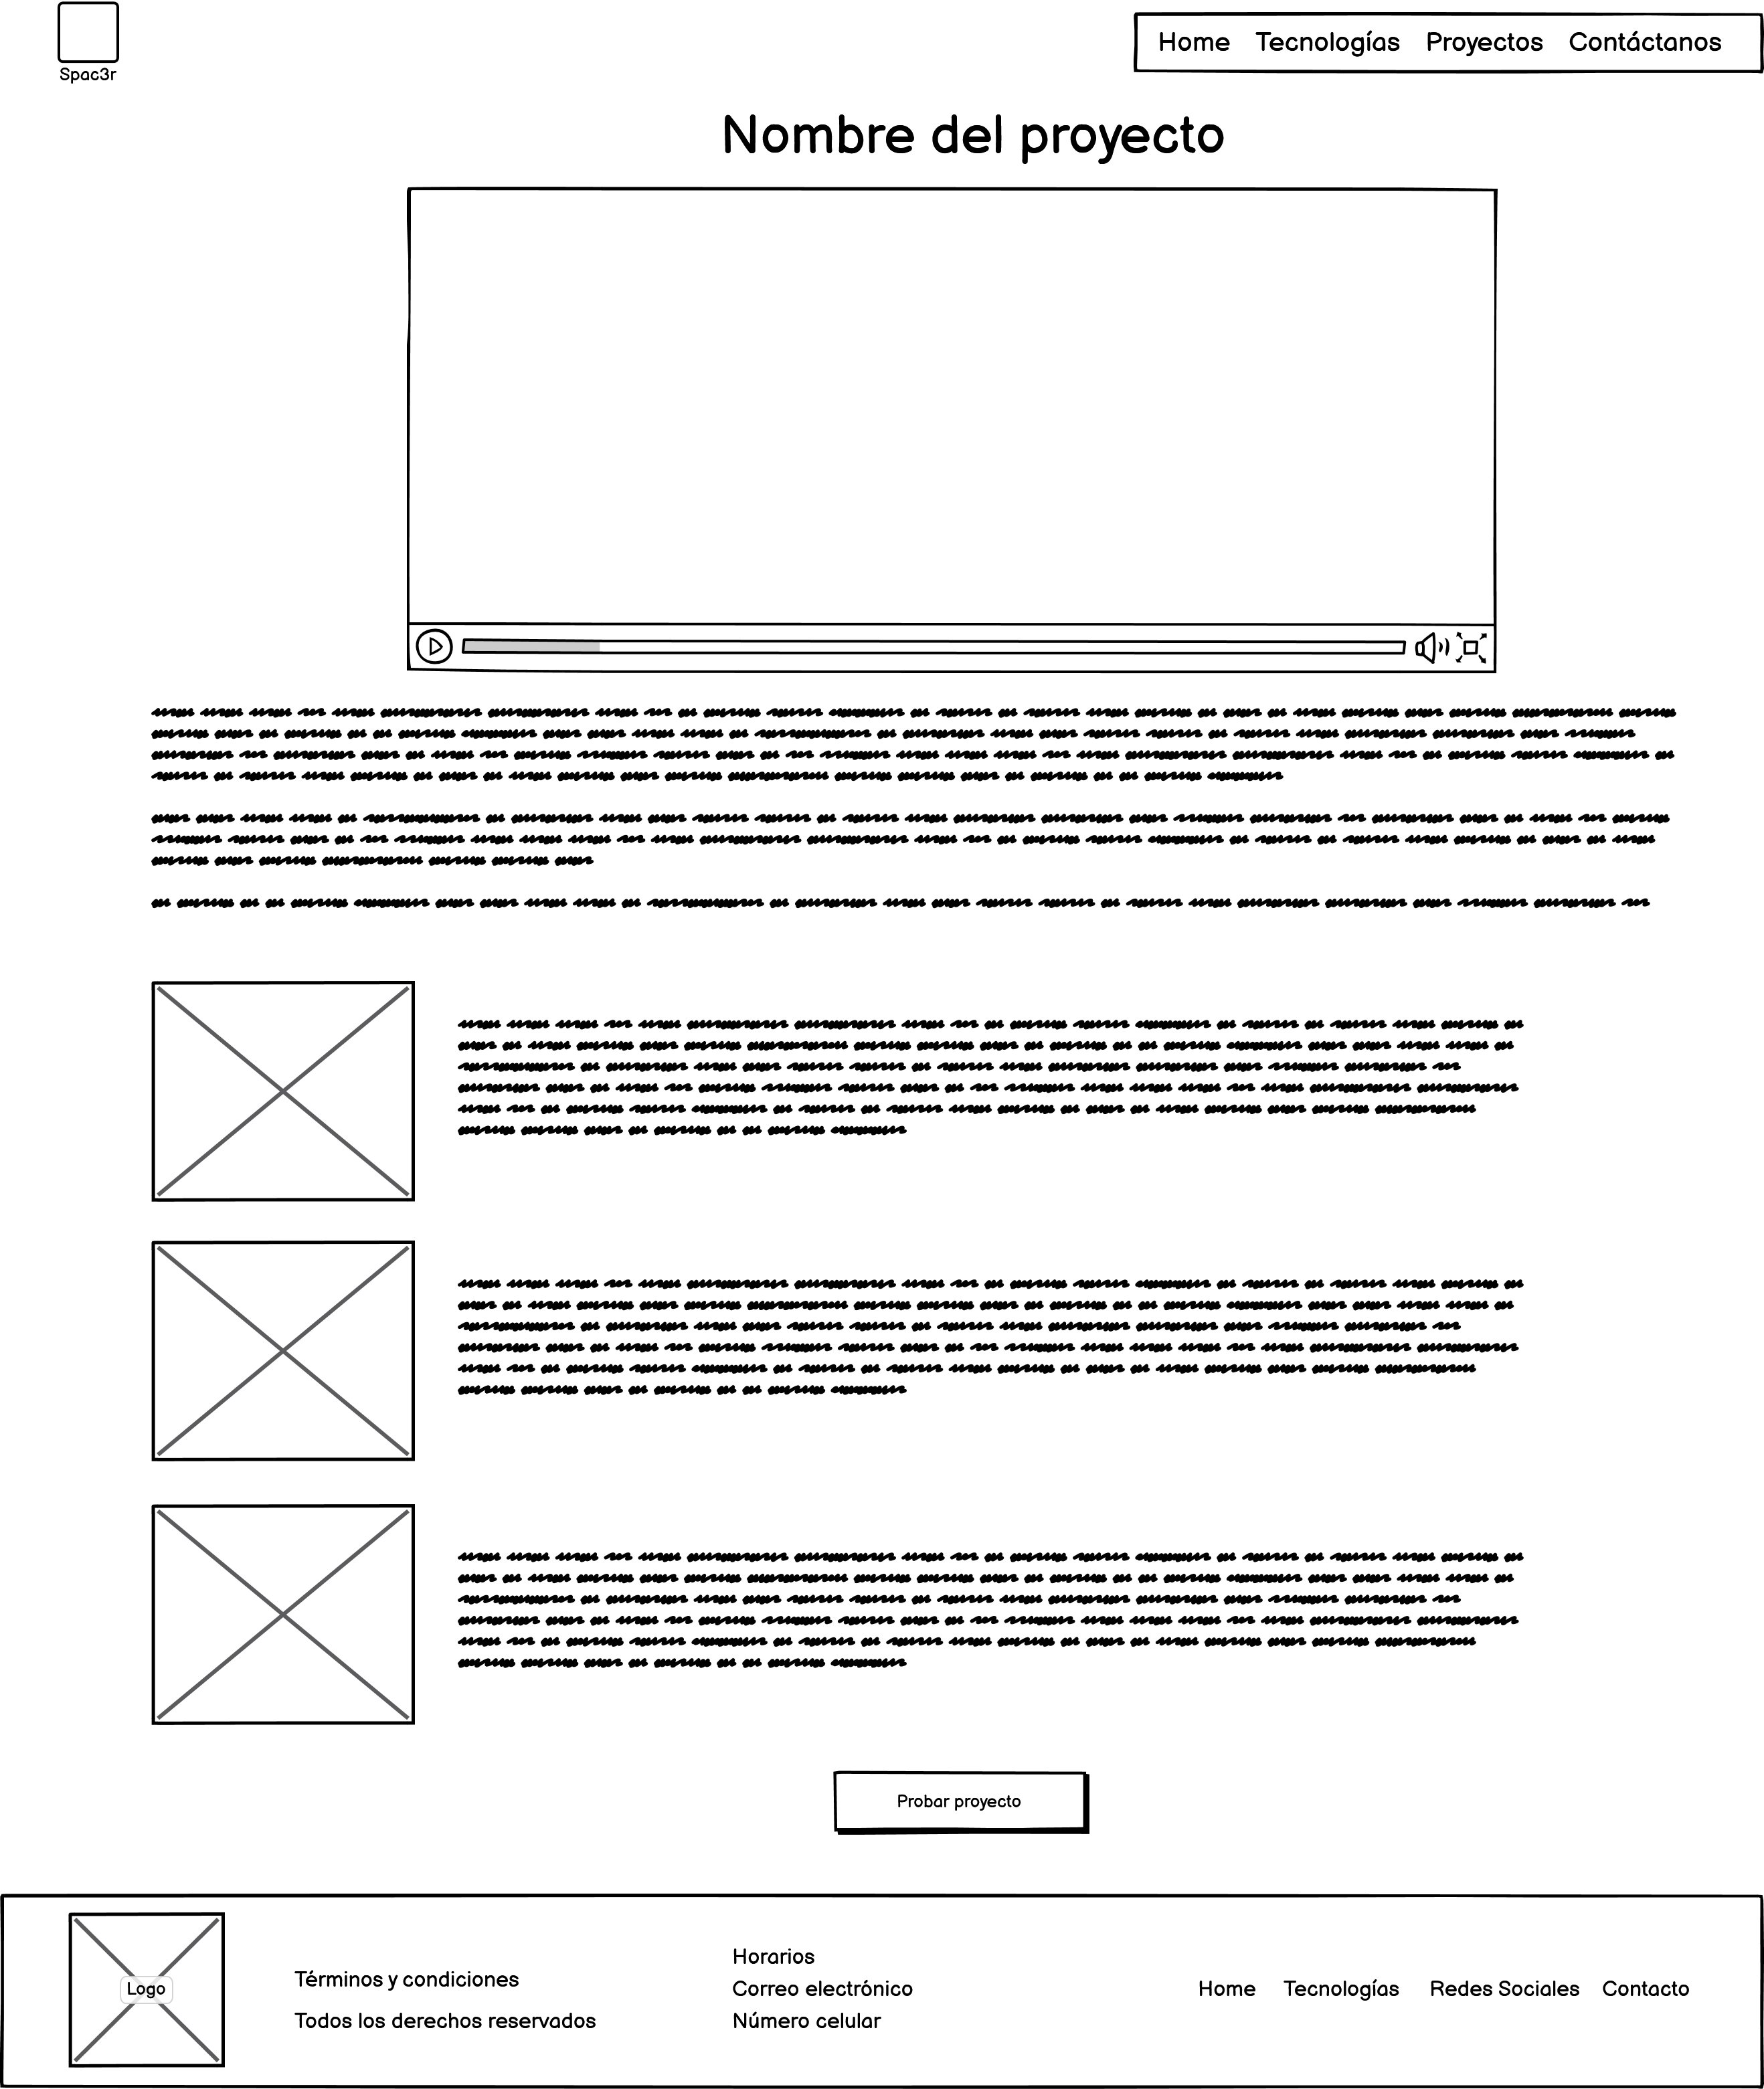 Spac3r
Home Tecnologías Proyectos Contáctanos
Nombre del proyecto
Probar proyecto
Logo
Términos y condiciones
Todos los derechos reservados
Horarios
Correo electrónico
Número celular
Home Tecnologías Redes Sociales Contacto